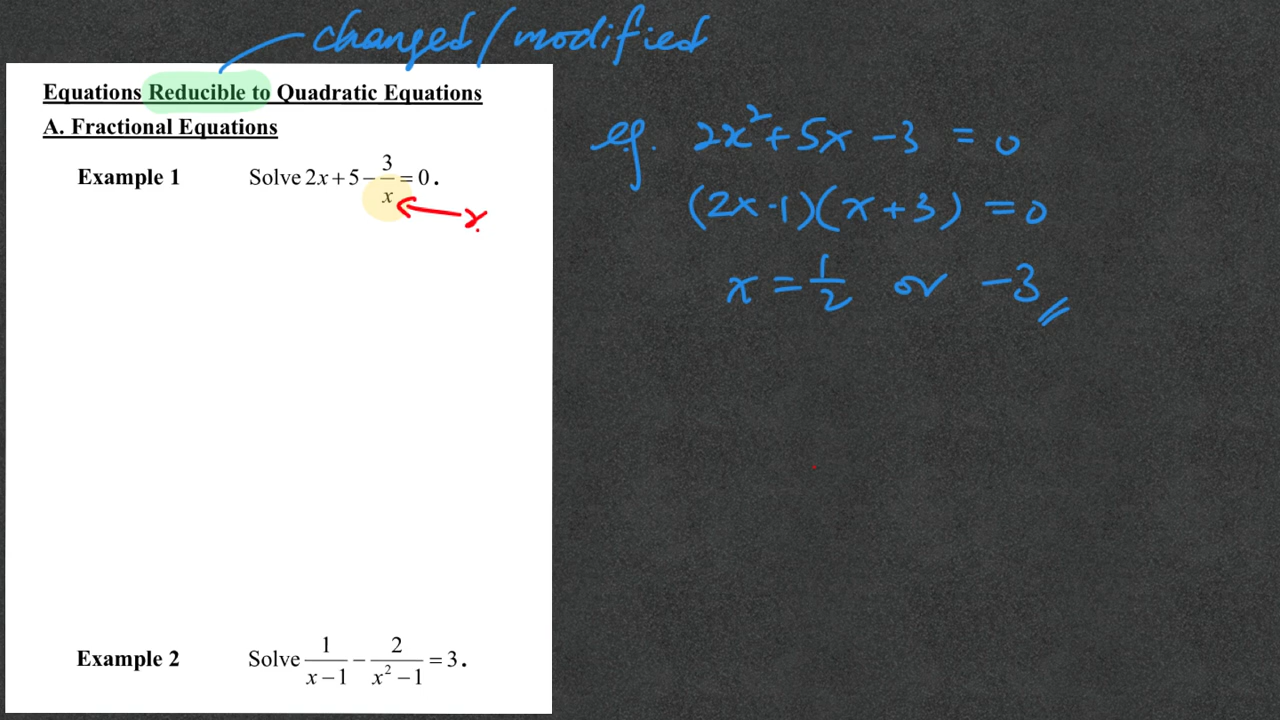 changed/modified
Equations Reducible to Quadratic Equations
A. Fractional Equations
Example 1 Solve 2x + 5 − 3/x = 0.
x
eg. 2x² + 5x − 3 = 0
(2x-1)(x+3) = 0
x = 1/2 or −3
Example 2 Solve 1/(x−1) − 2/(x²−1) = 3.